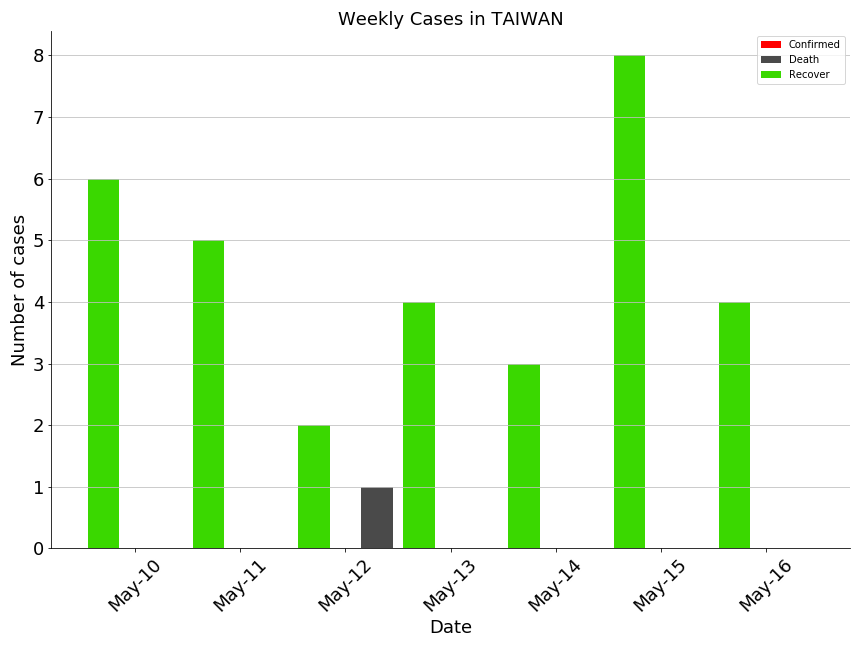 Weekly Cases in TAIWAN
Confirmed
Death
Recover
Number of cases
8
7
6
5
4
3
2
1
0
May-10
May-11
May-12
May-13
May-14
May-15
May-16
Date